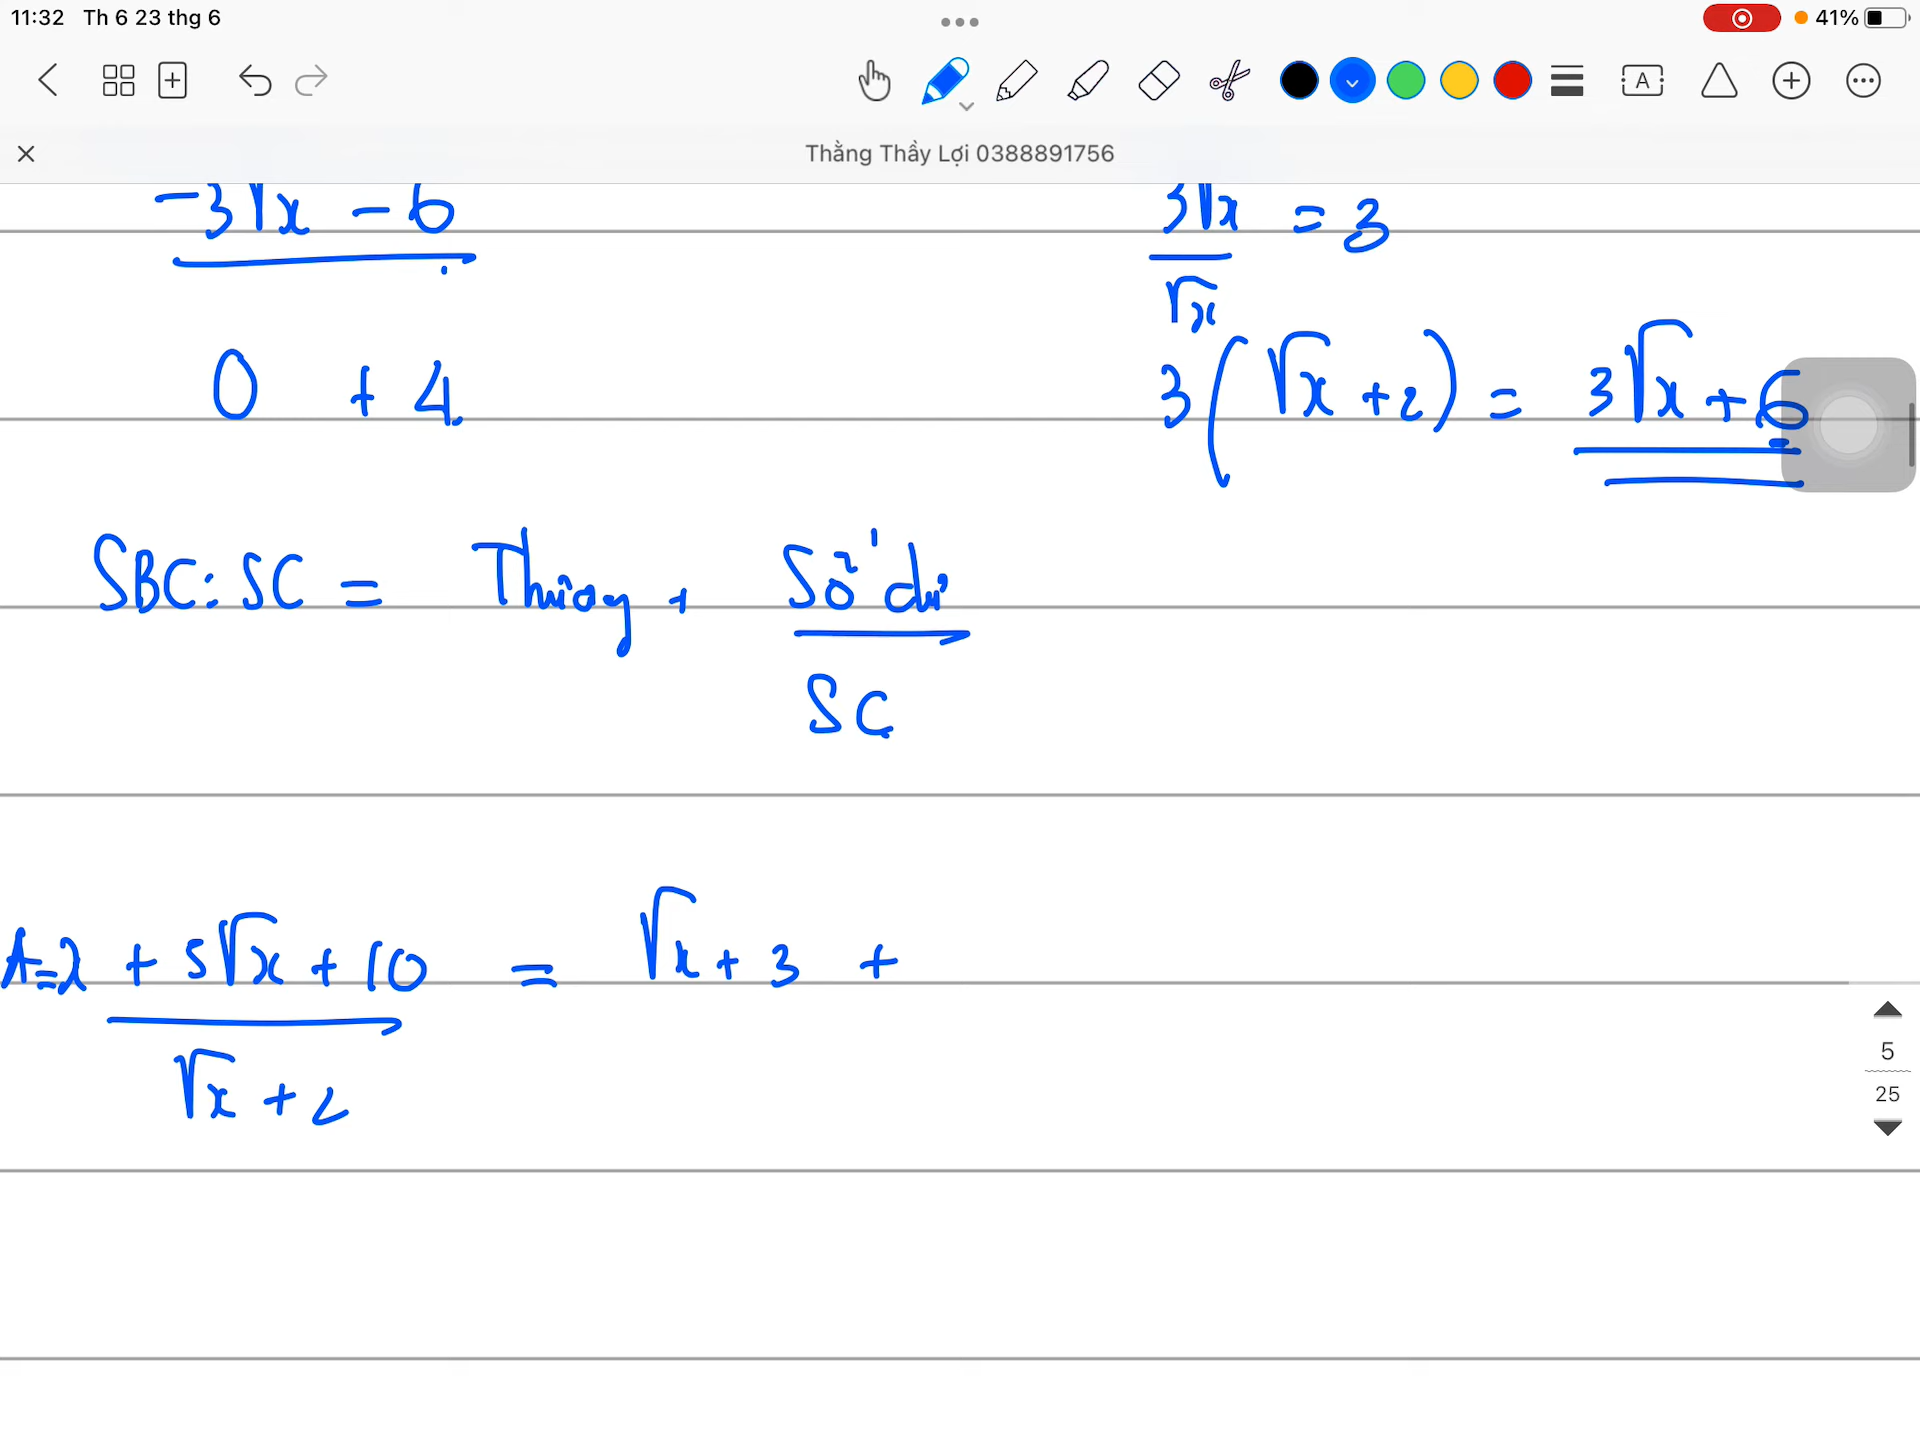 11:32 Th 6 23 thg 6
41%
A
Thằng Thầy Lợi 0388891756
-3√x - 6
3√x = 3
√x
0 + 4
3(√x + 2) = 3√x + 6
SBC : SC = Thương + Số dư
SC
A = x + 5√x + 10 = √x + 3 +
√x + 2
5
25